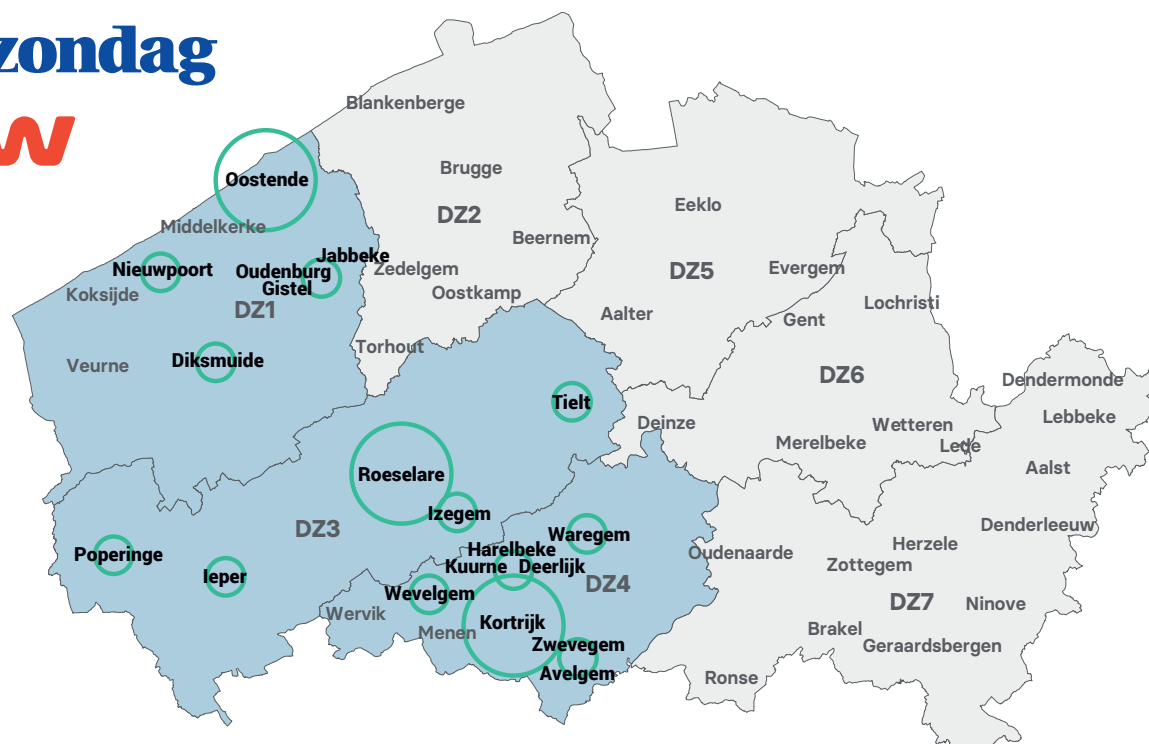 zondag
w
Blankenberge
Brugge
Oostende
Eeklo
DZ2
Middelkerke
Beernem
Jabbeke
Nieuwpoort
Oudenburg
Zedelgem
DZ5
Evergem
Gistel
Koksijde
Oostkamp
Lochristi
DZ1
Aalter
Gent
Torhout
Diksmuide
Veurne
DZ6
Dendermonde
Tielt
Lebbeke
Deinze
Wetteren
Merelbeke
Lede
Roeselare
Aalst
Izegem
DZ3
Denderleeuw
Waregem
Herzele
Harelbeke
Poperinge
Oudenaarde
Kuurne Deerlijk
Zottegem
Ieper
DZ4
Wevelgem
DZ7
Ninove
Wervik
Kortrijk
Menen
Brakel
Zwevegem
Geraardsbergen
Avelgem
Ronse